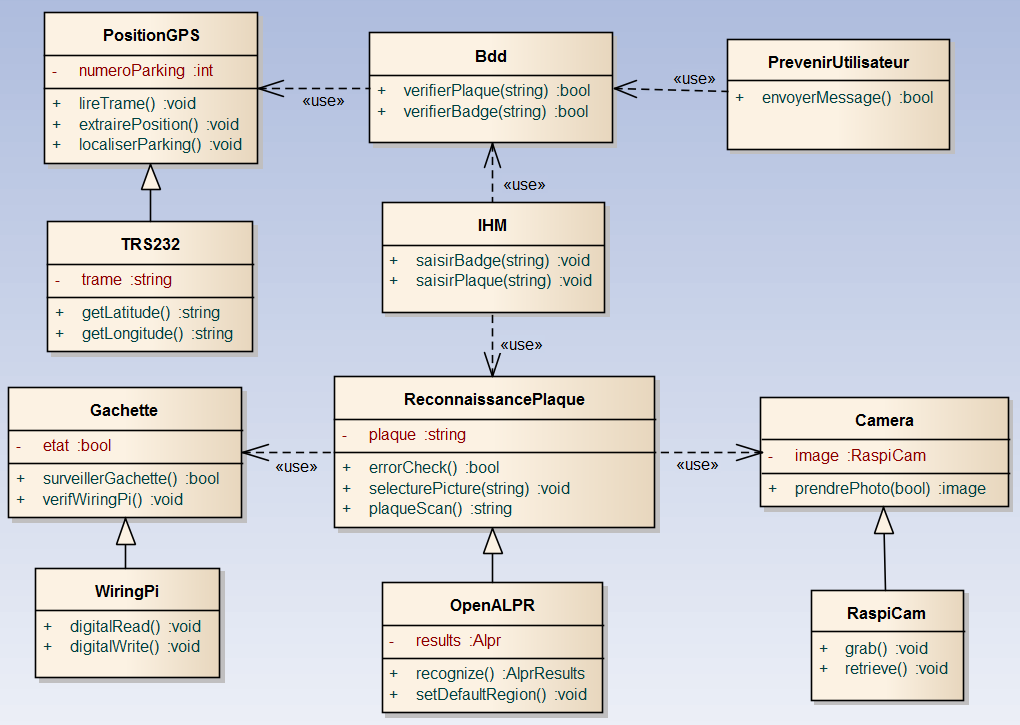 PositionGPS
- numeroParking :int
+ lireTrame() :void
+ extrairePosition() :void
+ localiserParking() :void
«use»
Bdd
+ verifierPlaque(string) :bool
+ verifierBadge(string) :bool
«use»
PrevenirUtilisateur
+ envoyerMessage() :bool
«use»
TRS232
- trame :string
+ getLatitude() :string
+ getLongitude() :string
IHM
+ saisirBadge(string) :void
+ saisirPlaque(string) :void
«use»
Gachette
- etat :bool
+ surveillerGachette() :bool
+ verifWiringPi() :void
«use»
ReconnaissancePlaque
- plaque :string
+ errorCheck() :bool
+ selecturePicture(string) :void
+ plaqueScan() :string
«use»
Camera
- image :RaspiCam
+ prendrePhoto(bool) :image
WiringPi
+ digitalRead() :void
+ digitalWrite() :void
OpenALPR
- results :Alpr
+ recognize() :AlprResults
+ setDefaultRegion() :void
RaspiCam
+ grab() :void
+ retrieve() :void